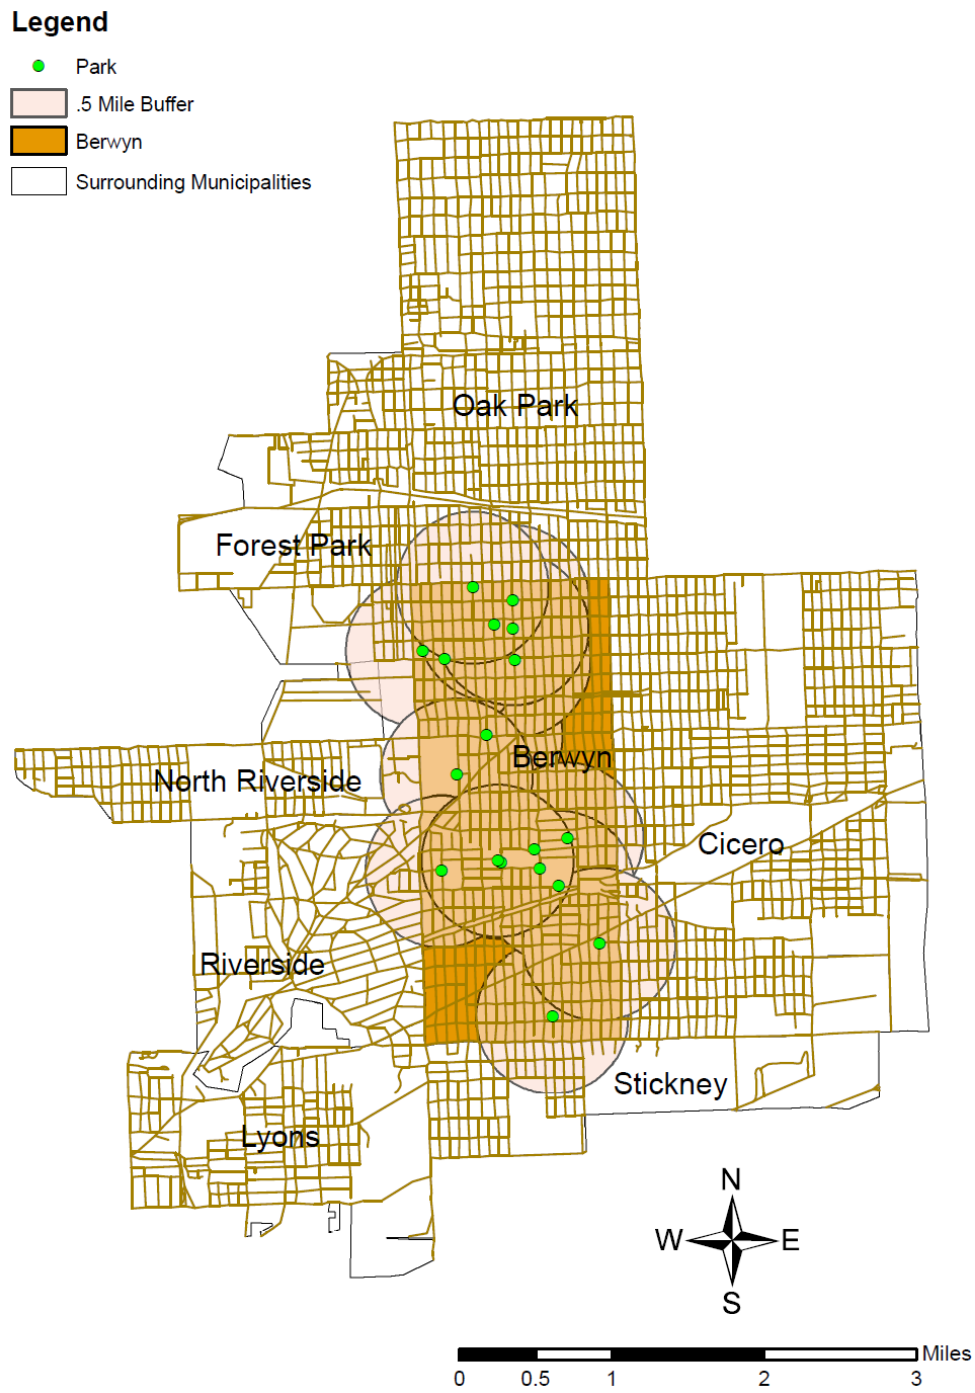 Legend
Park
.5 Mile Buffer
Berwyn
Surrounding Municipalities
Oak Park
Forest Park
Berwyn
North Riverside
Cicero
Riverside
Stickney
Lyons
N
W E
S
Miles
0 0.5 1 2 3